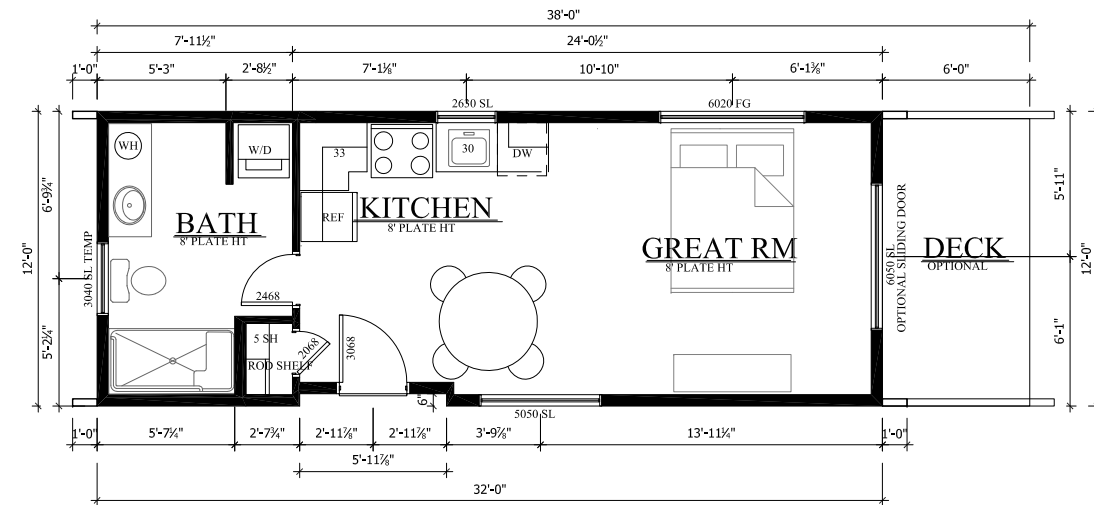 38'-0"
7'-11½" 24'-0½"
1'-0" 5'-3" 2'-8½" 7'-1⅛" 10'-10" 6'-1⅜" 6'-0"
2650 SL 6020 FG
WH W/D 33 30 DW
REF
BATH
8' PLATE HT
KITCHEN
8' PLATE HT
GREAT RM
8' PLATE HT
DECK
OPTIONAL
6050 SL
OPTIONAL SLIDING DOOR
12'-0"
6'-9¾"
5'-2¼"
3040 SL TEMP
5'-11"
6'-1"
12'-0"
2468
5 SH
ROD SHELF
2068
3068
6"
5050 SL
1'-0" 5'-7¼" 2'-7¾" 2'-11⅞" 2'-11⅞" 3'-9⅞" 13'-11¼" 1'-0"
5'-11⅞"
32'-0"